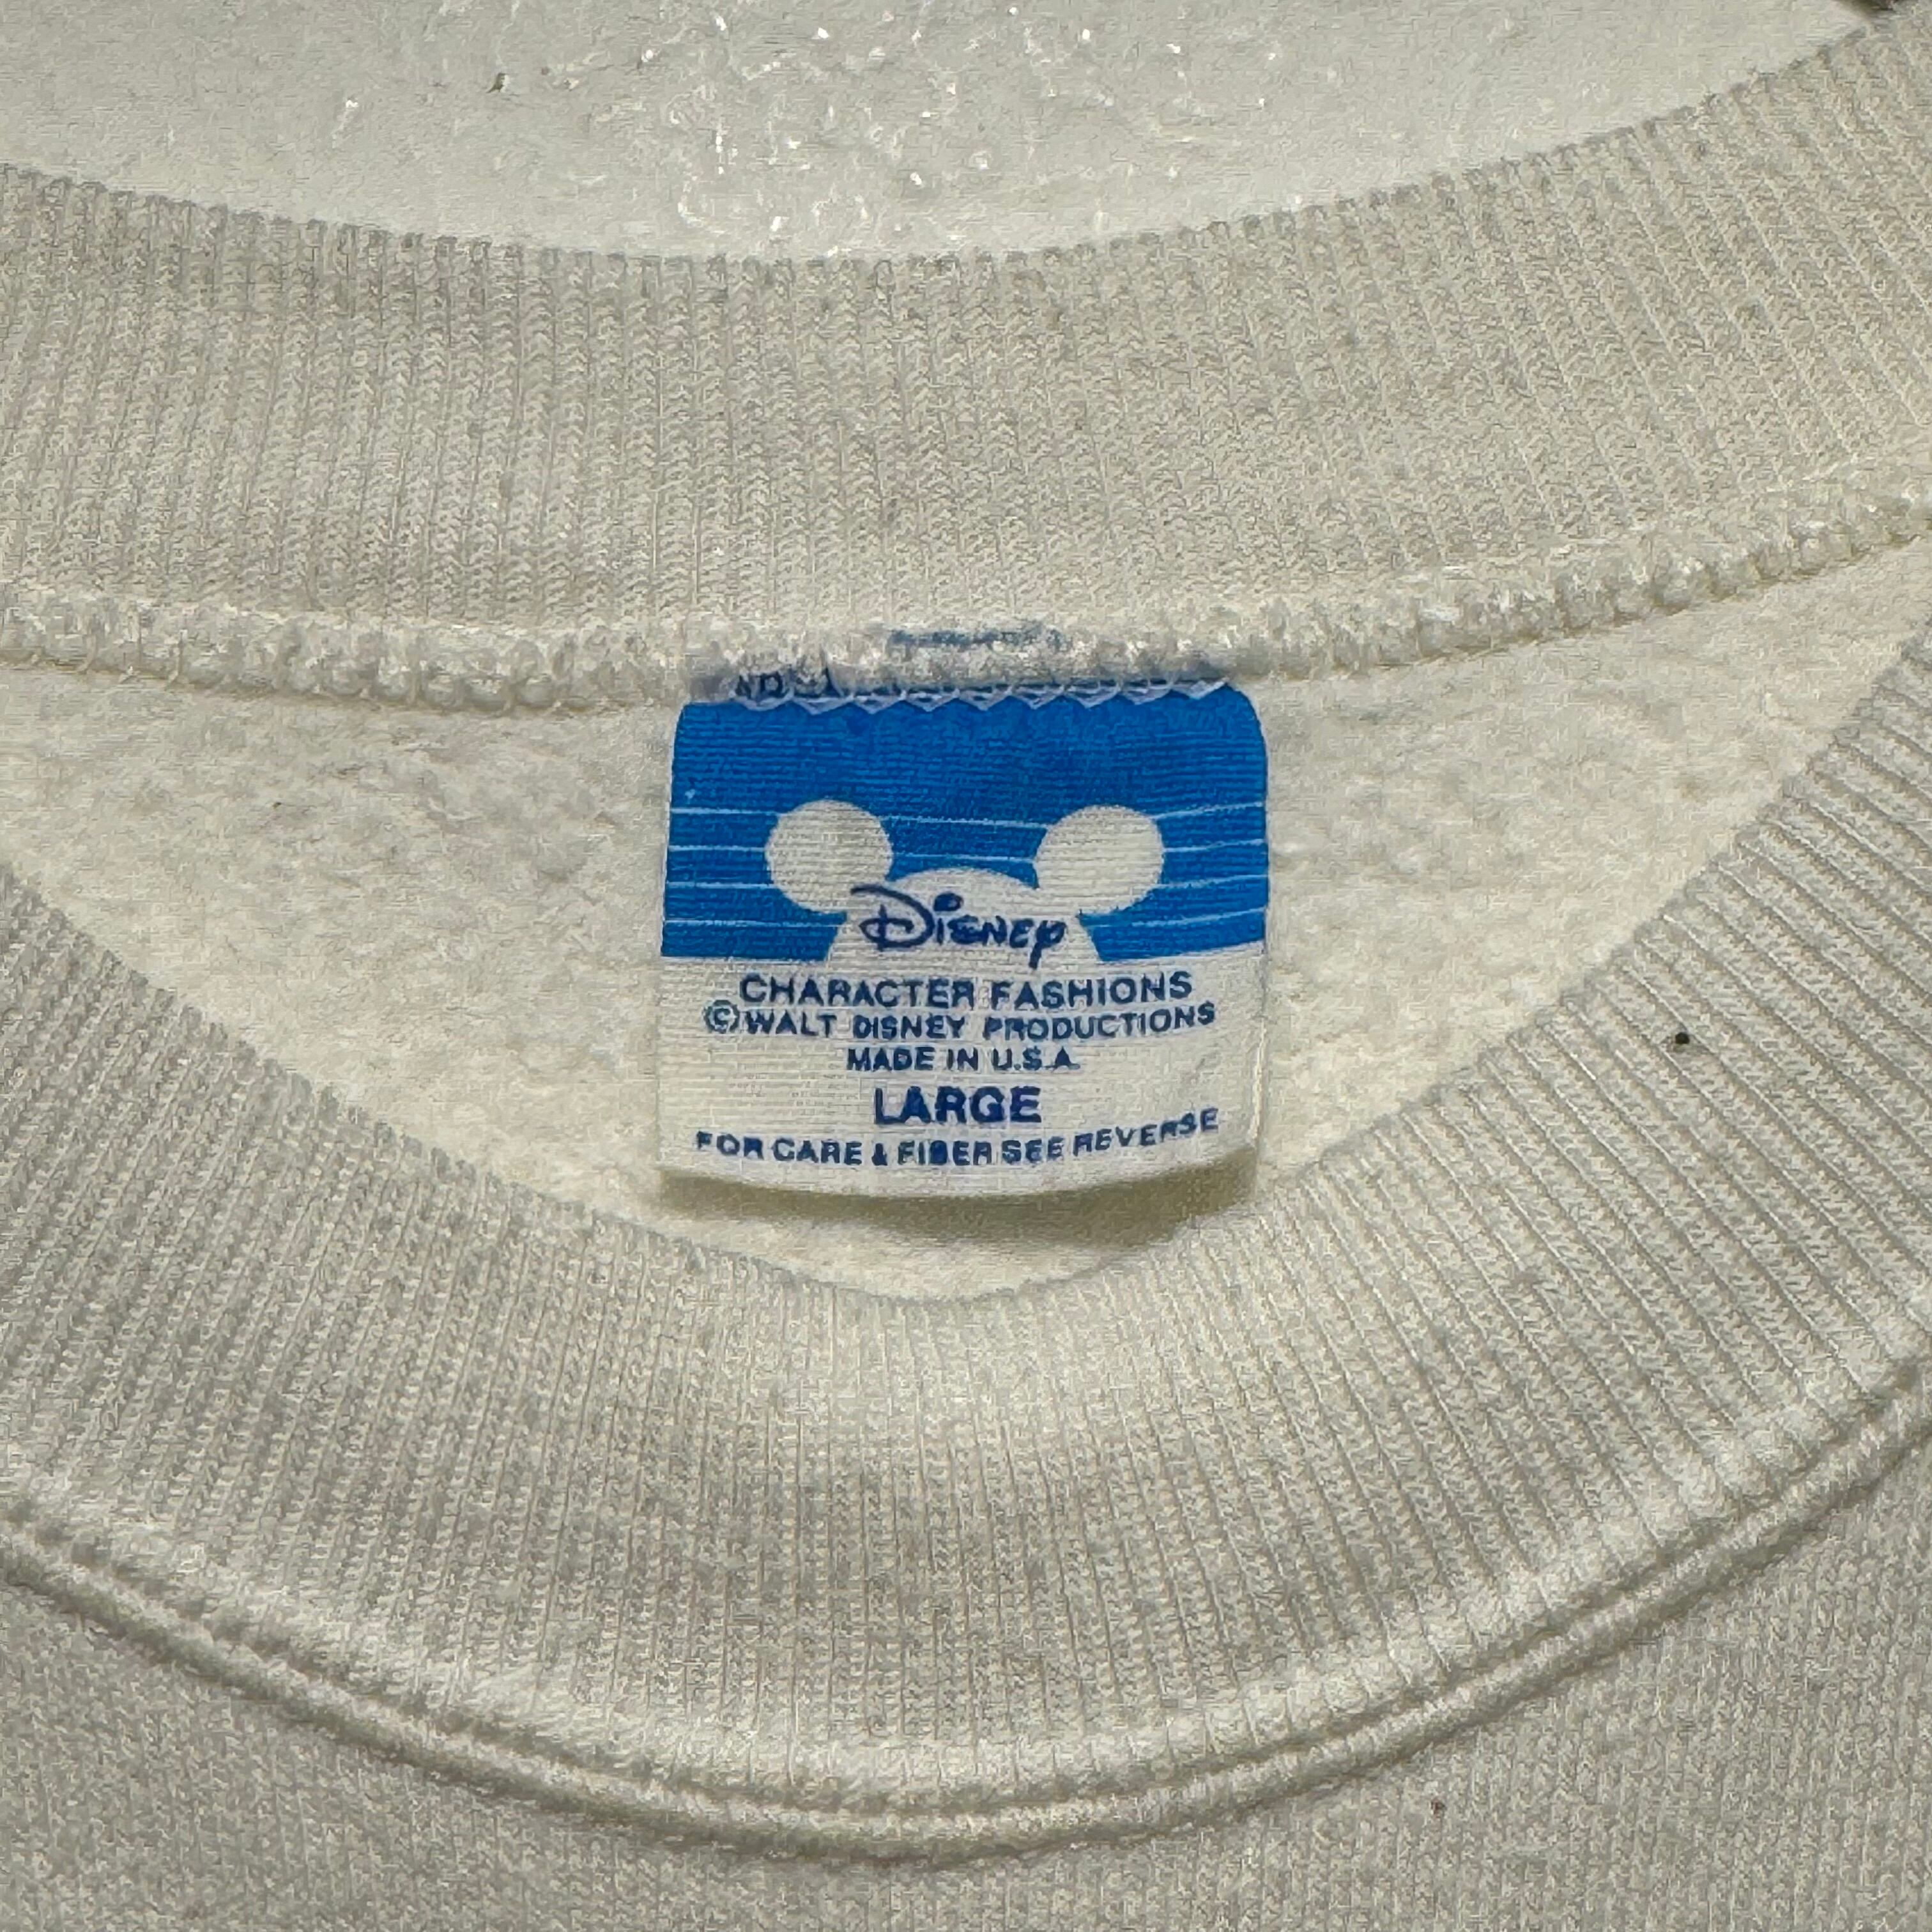 Disney
CHARACTER FASHIONS
©WALT DISNEY PRODUCTIONS
MADE IN U.S.A.
LARGE
FOR CARE & FIBER SEE REVERSE